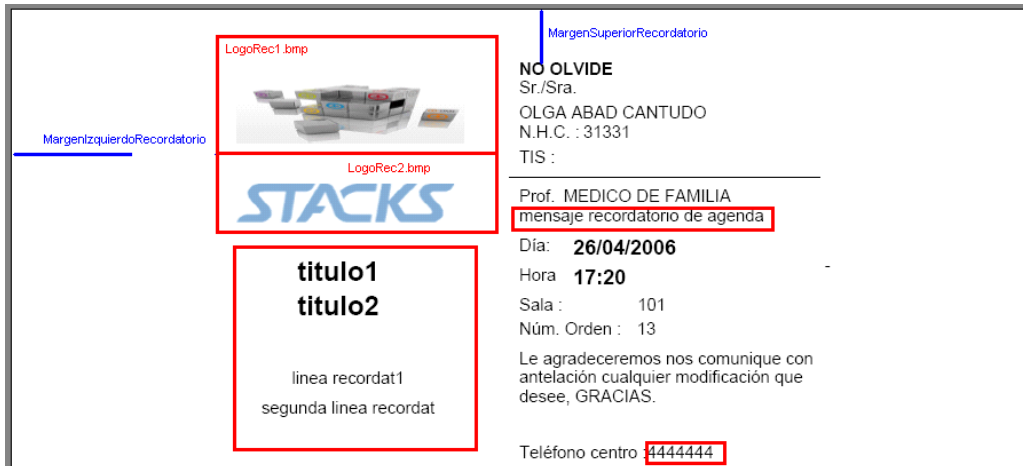 MargenSuperiorRecordatorio
LogoRec1.bmp
MargenIzquierdoRecordatorio
LogoRec2.bmp
STACKS
titulo1
titulo2
linea recordat1
segunda linea recordat
NO OLVIDE
Sr./Sra.
OLGA ABAD CANTUDO
N.H.C. : 31331
TIS :
Prof. MEDICO DE FAMILIA
mensaje recordatorio de agenda
Día: 26/04/2006
Hora 17:20
Sala : 101
Núm. Orden : 13
Le agradeceremos nos comunique con
antelación cualquier modificación que
desee, GRACIAS.
Teléfono centro :4444444